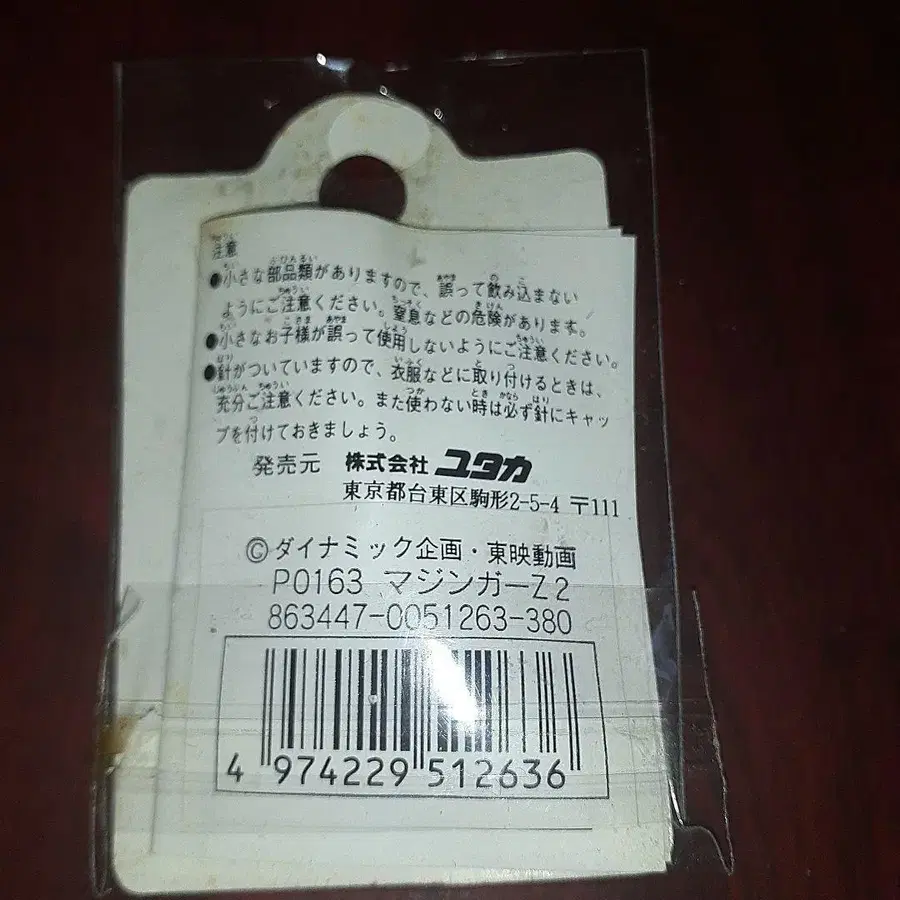 注意
●小さな部品類がありますので、誤って飲み込まない
ようにご注意ください。窒息などの危険があります。
●小さなお子様が誤って使用しないようにご注意ください。
●針がついていますので、衣服などに取り付けるときは、
充分ご注意ください。また使わない時は必ず針にキャッ
プを付けておきましょう。
発売元 株式会社 ユタカ
東京都台東区駒形2-5-4 〒111
©ダイナミック企画・東映動画
P0163 マジンガーZ2
863447-0051263-380
4 974229 512636